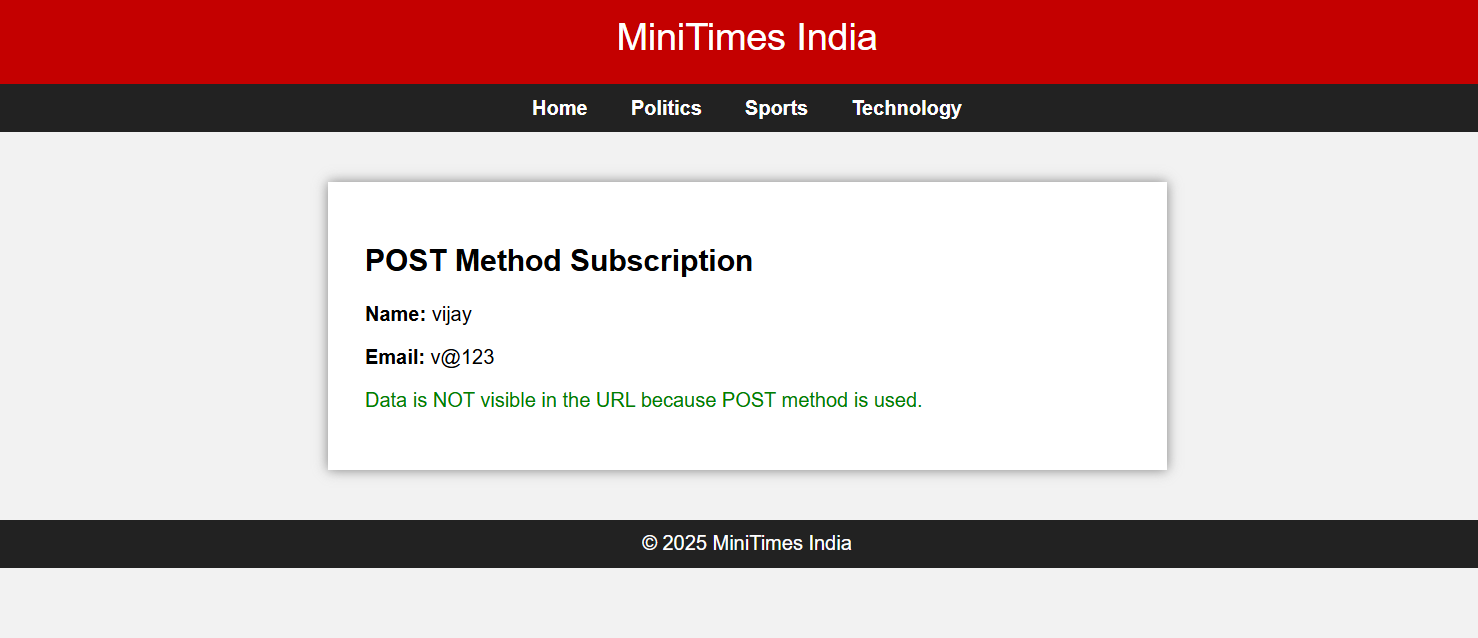 MiniTimes India
Home Politics Sports Technology
POST Method Subscription
Name: vijay
Email: v@123
Data is NOT visible in the URL because POST method is used.
© 2025 MiniTimes India